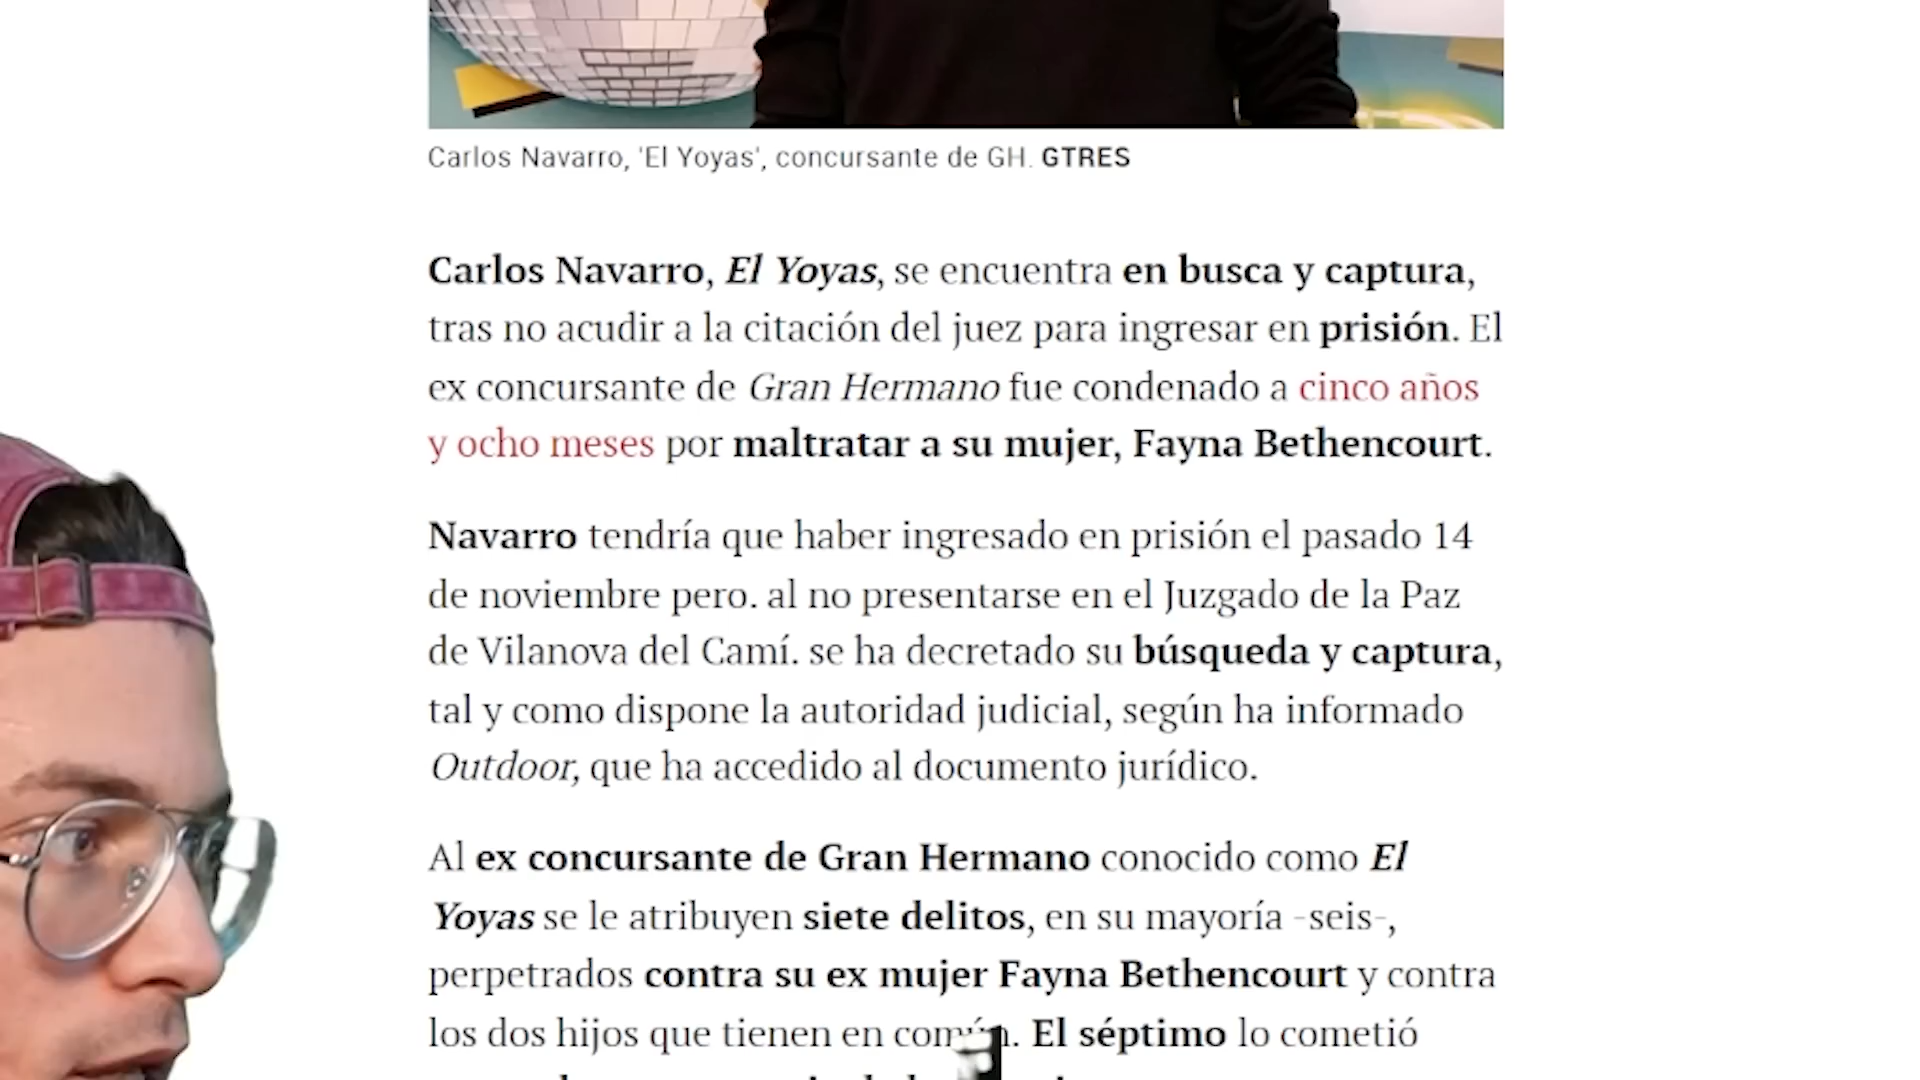 Carlos Navarro, 'El Yoyas', concursante de GH. GTRES
Carlos Navarro, El Yoyas, se encuentra en busca y captura,
tras no acudir a la citación del juez para ingresar en prisión. El
ex concursante de Gran Hermano fue condenado a cinco años
y ocho meses por maltratar a su mujer, Fayna Bethencourt.
Navarro tendría que haber ingresado en prisión el pasado 14
de noviembre pero. al no presentarse en el Juzgado de la Paz
de Vilanova del Camí. se ha decretado su búsqueda y captura,
tal y como dispone la autoridad judicial, según ha informado
Outdoor, que ha accedido al documento jurídico.
Al ex concursante de Gran Hermano conocido como El
Yoyas se le atribuyen siete delitos, en su mayoría -seis-,
perpetrados contra su ex mujer Fayna Bethencourt y contra
los dos hijos que tienen en común. El séptimo lo cometió